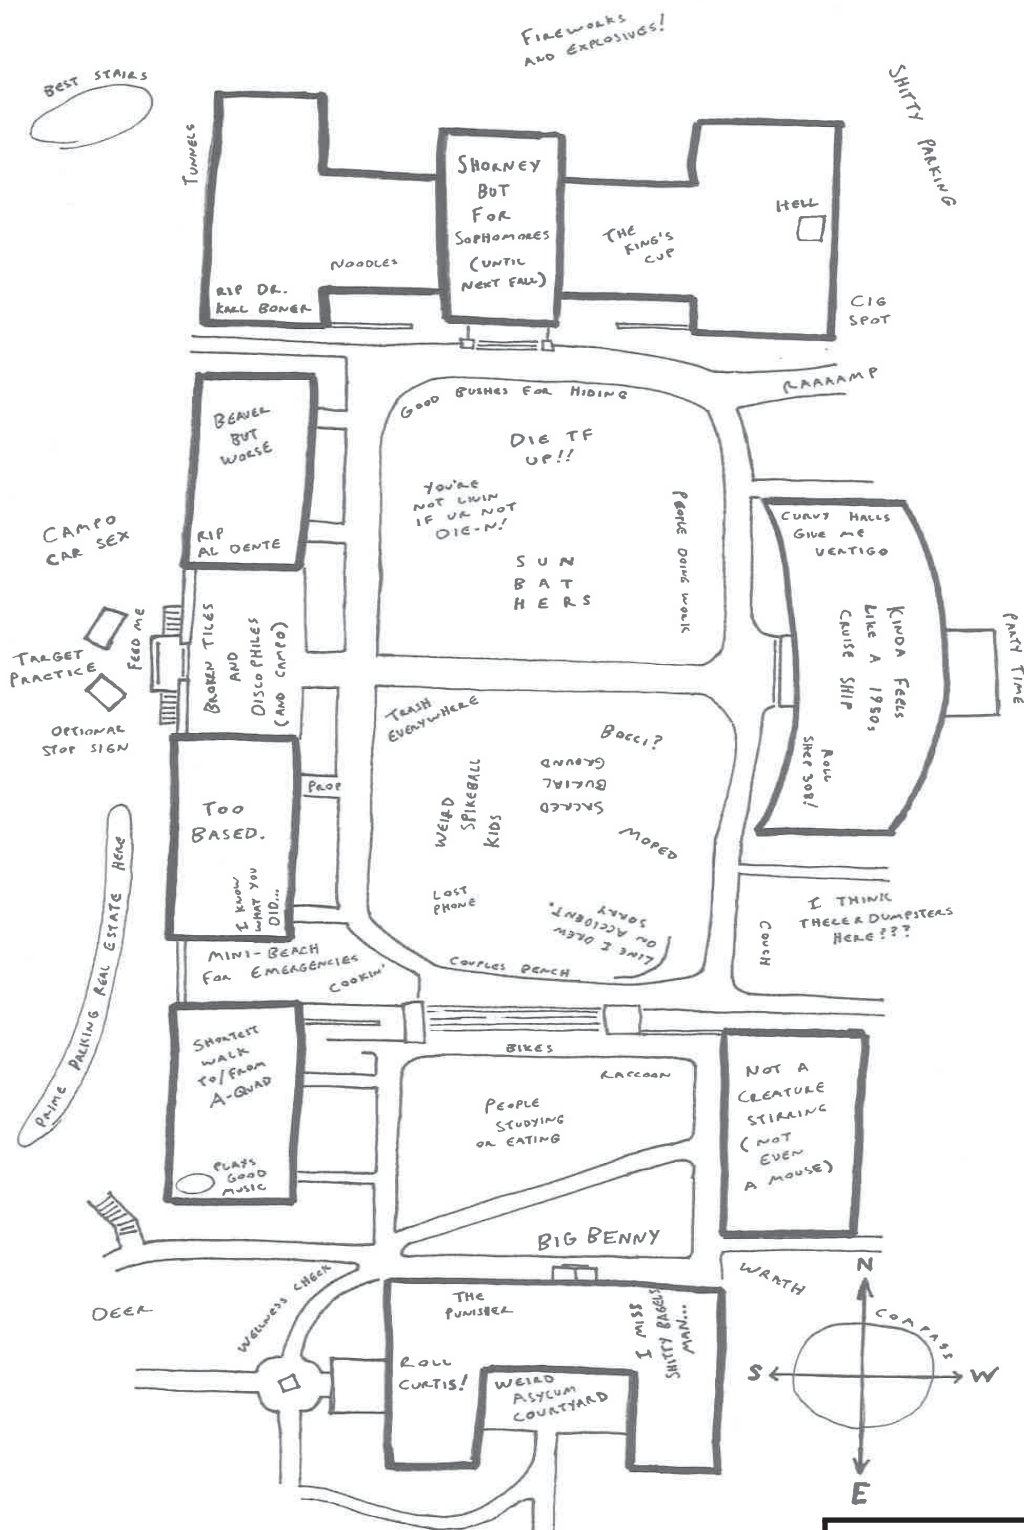 FIREWORKS
AND EXPLOSIVES!
BEST STAIRS
SHITTY PARKING
TUNNELS
SHORNEY
BUT
FOR
SOPHOMORES
(UNTIL
NEXT FALL)
HELL
THE
KING'S
CUP
NOODLES
RIP DR.
KARL BONER
CIG
SPOT
RAAAAMP
GOOD BUSHES FOR HIDING
BEAVER
BUT
WORSE
DIE TF
UP!!
YOU'RE
NOT LIVIN
IF UR NOT
DIE-N!
PEOPLE DOING WORK
CURVY HALLS
GIVE ME
VERTIGO
CAMPO
CAR SEX
RIP
AL DENTE
SUN
BAT
HERS
KINDA FEELS
LIKE A 1950s
CRUISE SHIP
PARTY TIME
FEED ME
BROKEN TILES
AND
DISCOPHILES
(AND CAMPO)
TARGET
PRACTICE
OPTIONAL
STOP SIGN
TRASH
EVERYWHERE
BOCCI?
SACRED
BURIAL
GROUND
ROLL
SHEP 308!
PROP
TOO
BASED.
WEIRD
SPIKEBALL
KIDS
MOPED
I KNOW
WHAT YOU
DID...
LOST
PHONE
LINE I DREW
ON ACCIDENT.
SORRY
COUCH
I THINK
THERER DUMPSTERS
HERE???
PRIME PARKING REAL ESTATE HERE
MINI-BEACH
FOR EMERGENCIES
COOKIN'
COUPLES BENCH
SHORTEST
WALK
TO/FROM
A-QUAD
BIKES
RACCOON
PEOPLE
STUDYING
OR EATING
NOT A
CREATURE
STIRRING
(NOT
EVEN
A MOUSE)
PLAYS
GOOD
MUSIC
BIG BENNY
WRATH
DEER
WELLNESS CHECK
THE
PUNISHER
I MISS
SHITTY BAGELS
MAN...
ROLL
CURTIS!
WEIRD
ASYLUM
COURTYARD
N
COMPASS
S
W
E